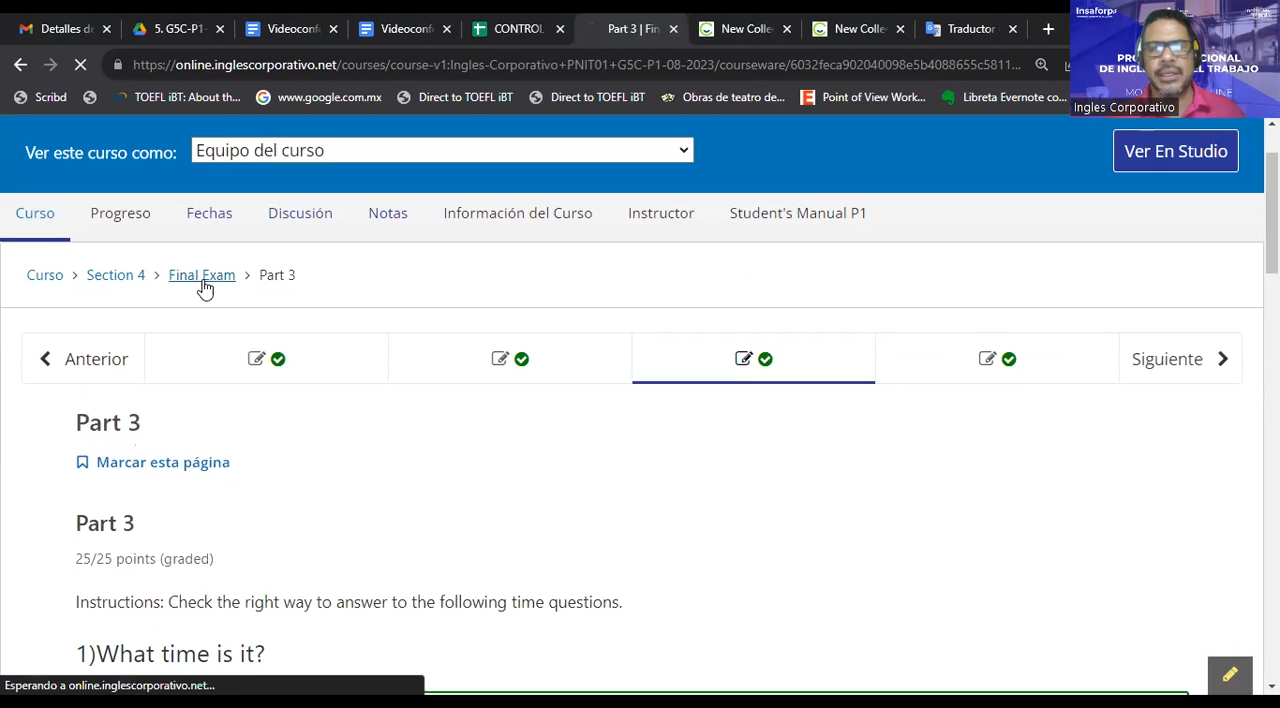 Detalles de
5. G5C-P1-
Videoconf
Videoconf
CONTROL
Part 3 | Fin
New Colle
New Colle
Traductor
https://online.inglescorporativo.net/courses/course-v1:Ingles-Corporativo+PNIT01+G5C-P1-08-2023/courseware/6032feca902040098e5b4088655c5811...
Scribd
TOEFL iBT: About th...
www.google.com.mx
Direct to TOEFL iBT
Direct to TOEFL iBT
Obras de teatro de...
Point of View Work...
Libreta Evernote co...
Insaforp
Ingles Corporativo
Ver este curso como:
Equipo del curso
Ver En Studio
Curso
Progreso
Fechas
Discusión
Notas
Información del Curso
Instructor
Student's Manual P1
Curso > Section 4 > Final Exam > Part 3
Anterior
Siguiente
Part 3
Marcar esta página
Part 3
25/25 points (graded)
Instructions: Check the right way to answer to the following time questions.
1)What time is it?
Esperando a online.inglescorporativo.net...